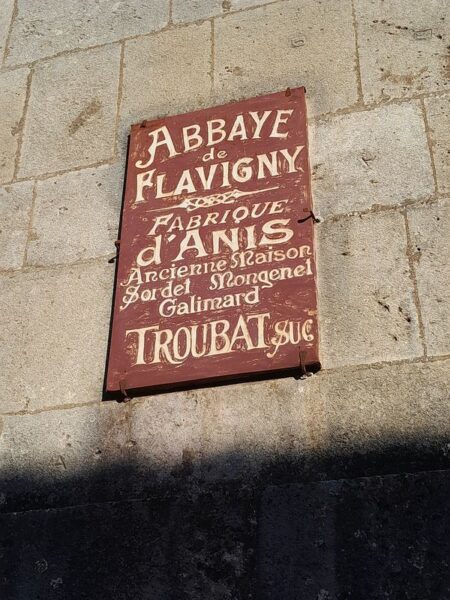 ABBAYE
de
FLAVIGNY
FABRIQUE
d'ANIS
Ancienne Maison
Sordet Mongenel
Galimard
TROUBAT SUC